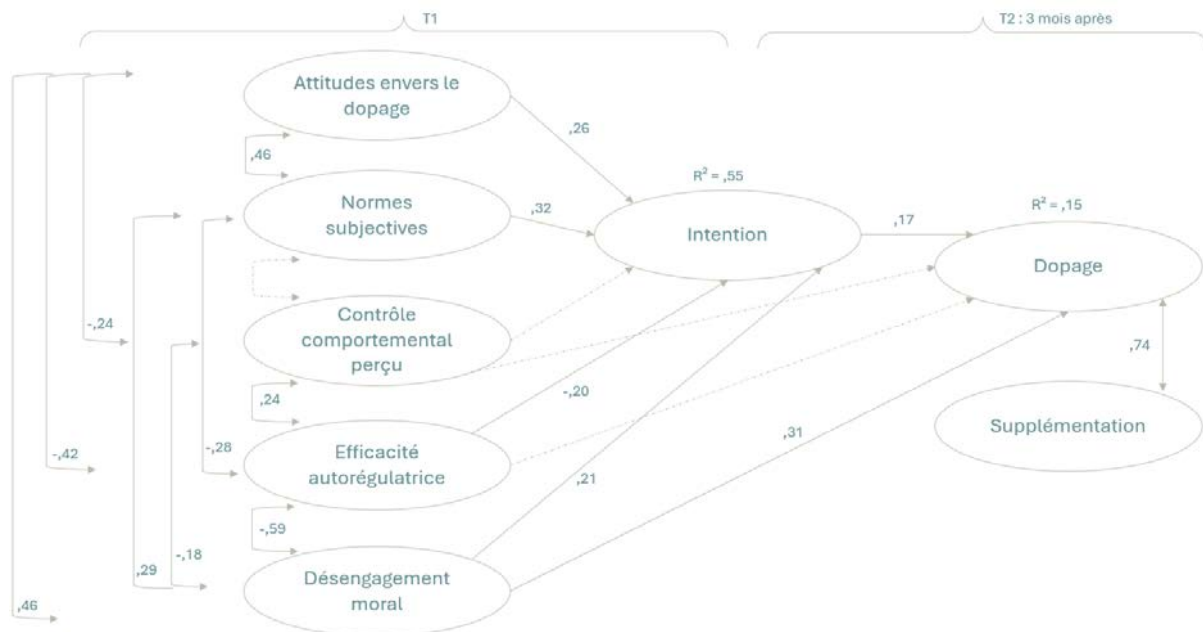 T1
T2 : 3 mois après
Attitudes envers le
dopage
,26
,46
R² = ,55
Normes
subjectives
,32
Intention
,17
R² = ,15
Dopage
-,24
Contrôle
comportemental
perçu
,74
,24
-,20
Supplémentation
-,42
-,28
Efficacité
autorégulatrice
,31
,21
-,59
-,18
,29
Désengagement
moral
,46